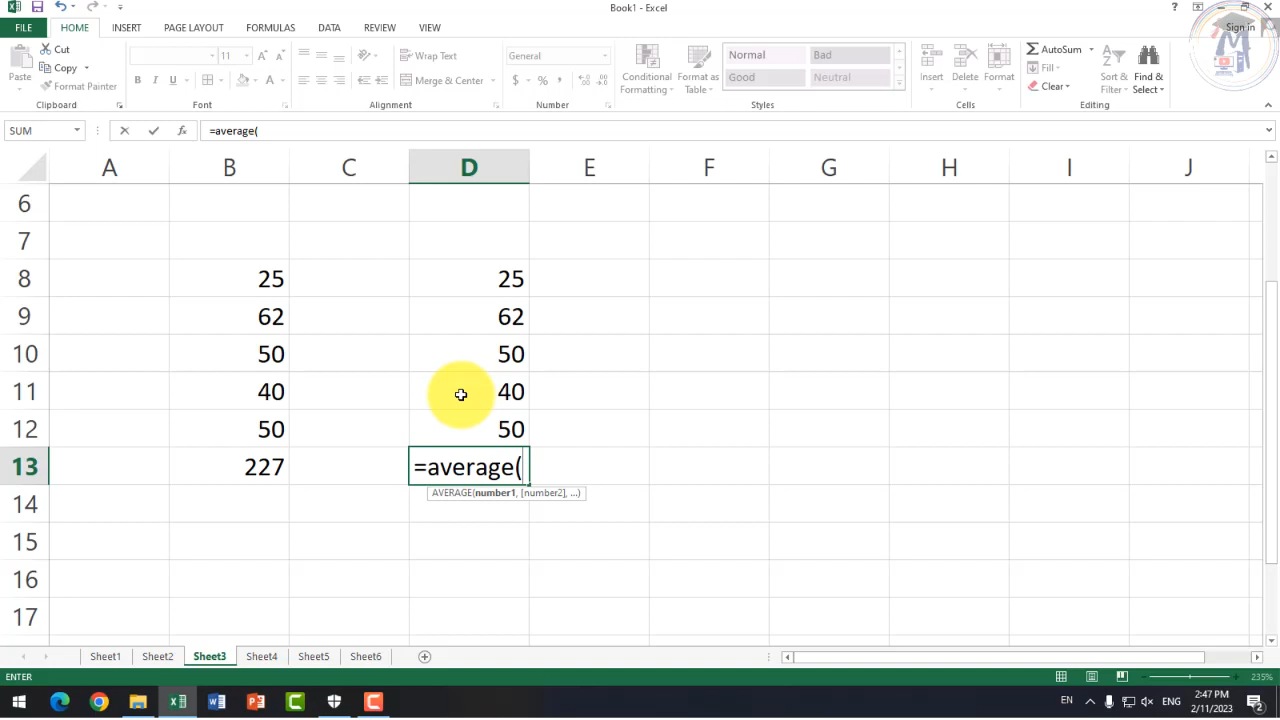 Book1 - Excel
FILE HOME INSERT PAGE LAYOUT FORMULAS DATA REVIEW VIEW Sign in
Paste
Cut
Copy
Format Painter
Clipboard
11
A A
B I U A
Font
Wrap Text
Merge & Center
Alignment
General
$ % ,
Number
Conditional Formatting
Format as Table
Normal Bad
Good Neutral
Styles
Insert Delete Format
Cells
AutoSum
Fill
Clear
Sort & Filter
Find & Select
Editing
SUM fx =average(
A B C D E F G H I J
6
7
8 25 25
9 62 62
10 50 50
11 40 40
12 50 50
13 227 =average(
AVERAGE(number1, [number2], ...)
14
15
16
17
Sheet1 Sheet2 Sheet3 Sheet4 Sheet5 Sheet6
ENTER 235%
EN ENG 2:47 PM
2/11/2023
2